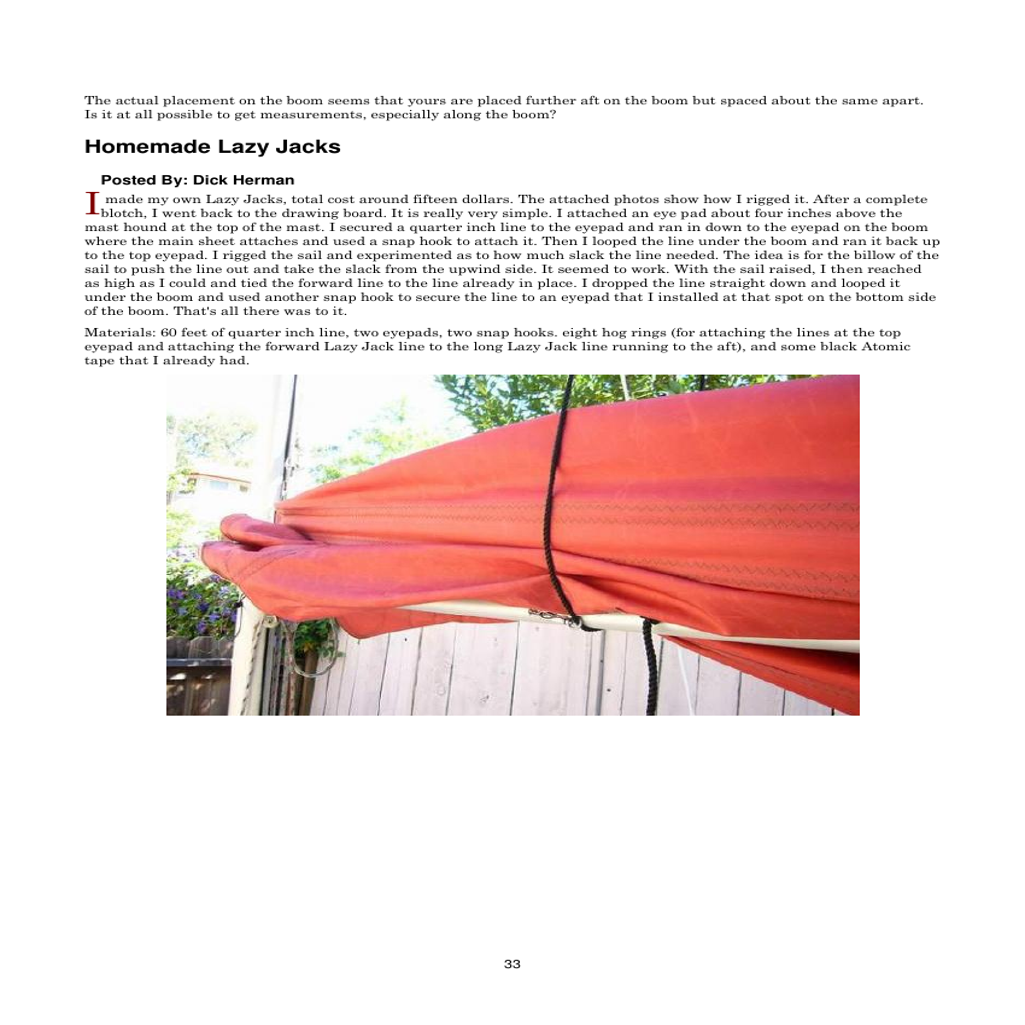 The actual placement on the boom seems that yours are placed further aft on the boom but spaced about the same apart.
Is it at all possible to get measurements, especially along the boom?
Homemade Lazy Jacks
Posted By: Dick Herman
I made my own Lazy Jacks, total cost around fifteen dollars. The attached photos show how I rigged it. After a complete
blotch, I went back to the drawing board. It is really very simple. I attached an eye pad about four inches above the
mast hound at the top of the mast. I secured a quarter inch line to the eyepad and ran in down to the eyepad on the boom
where the main sheet attaches and used a snap hook to attach it. Then I looped the line under the boom and ran it back up
to the top eyepad. I rigged the sail and experimented as to how much slack the line needed. The idea is for the billow of the
sail to push the line out and take the slack from the upwind side. It seemed to work. With the sail raised, I then reached
as high as I could and tied the forward line to the line already in place. I dropped the line straight down and looped it
under the boom and used another snap hook to secure the line to an eyepad that I installed at that spot on the bottom side
of the boom. That's all there was to it.
Materials: 60 feet of quarter inch line, two eyepads, two snap hooks. eight hog rings (for attaching the lines at the top
eyepad and attaching the forward Lazy Jack line to the long Lazy Jack line running to the aft), and some black Atomic
tape that I already had.
33